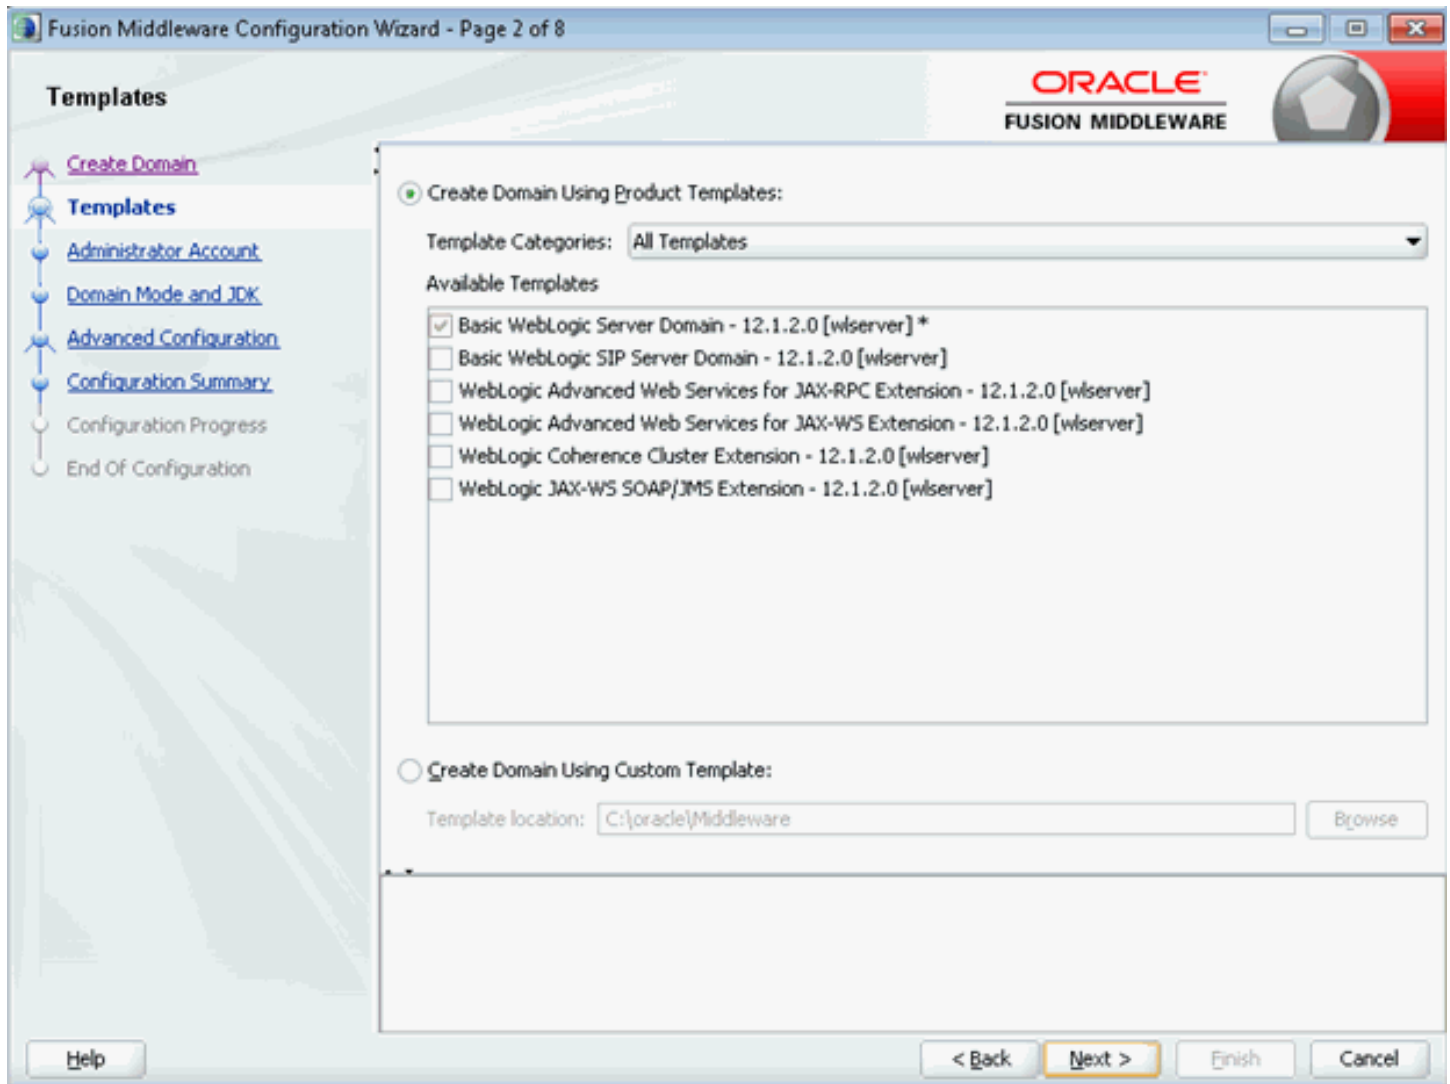 Fusion Middleware Configuration Wizard - Page 2 of 8
Templates
ORACLE
FUSION MIDDLEWARE
Create Domain
Templates
Administrator Account
Domain Mode and JDK
Advanced Configuration
Configuration Summary
Configuration Progress
End Of Configuration
Create Domain Using Product Templates:
Template Categories: All Templates
Available Templates
Basic WebLogic Server Domain - 12.1.2.0 [wlserver] *
Basic WebLogic SIP Server Domain - 12.1.2.0 [wlserver]
WebLogic Advanced Web Services for JAX-RPC Extension - 12.1.2.0 [wlserver]
WebLogic Advanced Web Services for JAX-WS Extension - 12.1.2.0 [wlserver]
WebLogic Coherence Cluster Extension - 12.1.2.0 [wlserver]
WebLogic JAX-WS SOAP/JMS Extension - 12.1.2.0 [wlserver]
Create Domain Using Custom Template:
Template location: C:\oracle\Middleware Browse
Help < Back Next > Finish Cancel